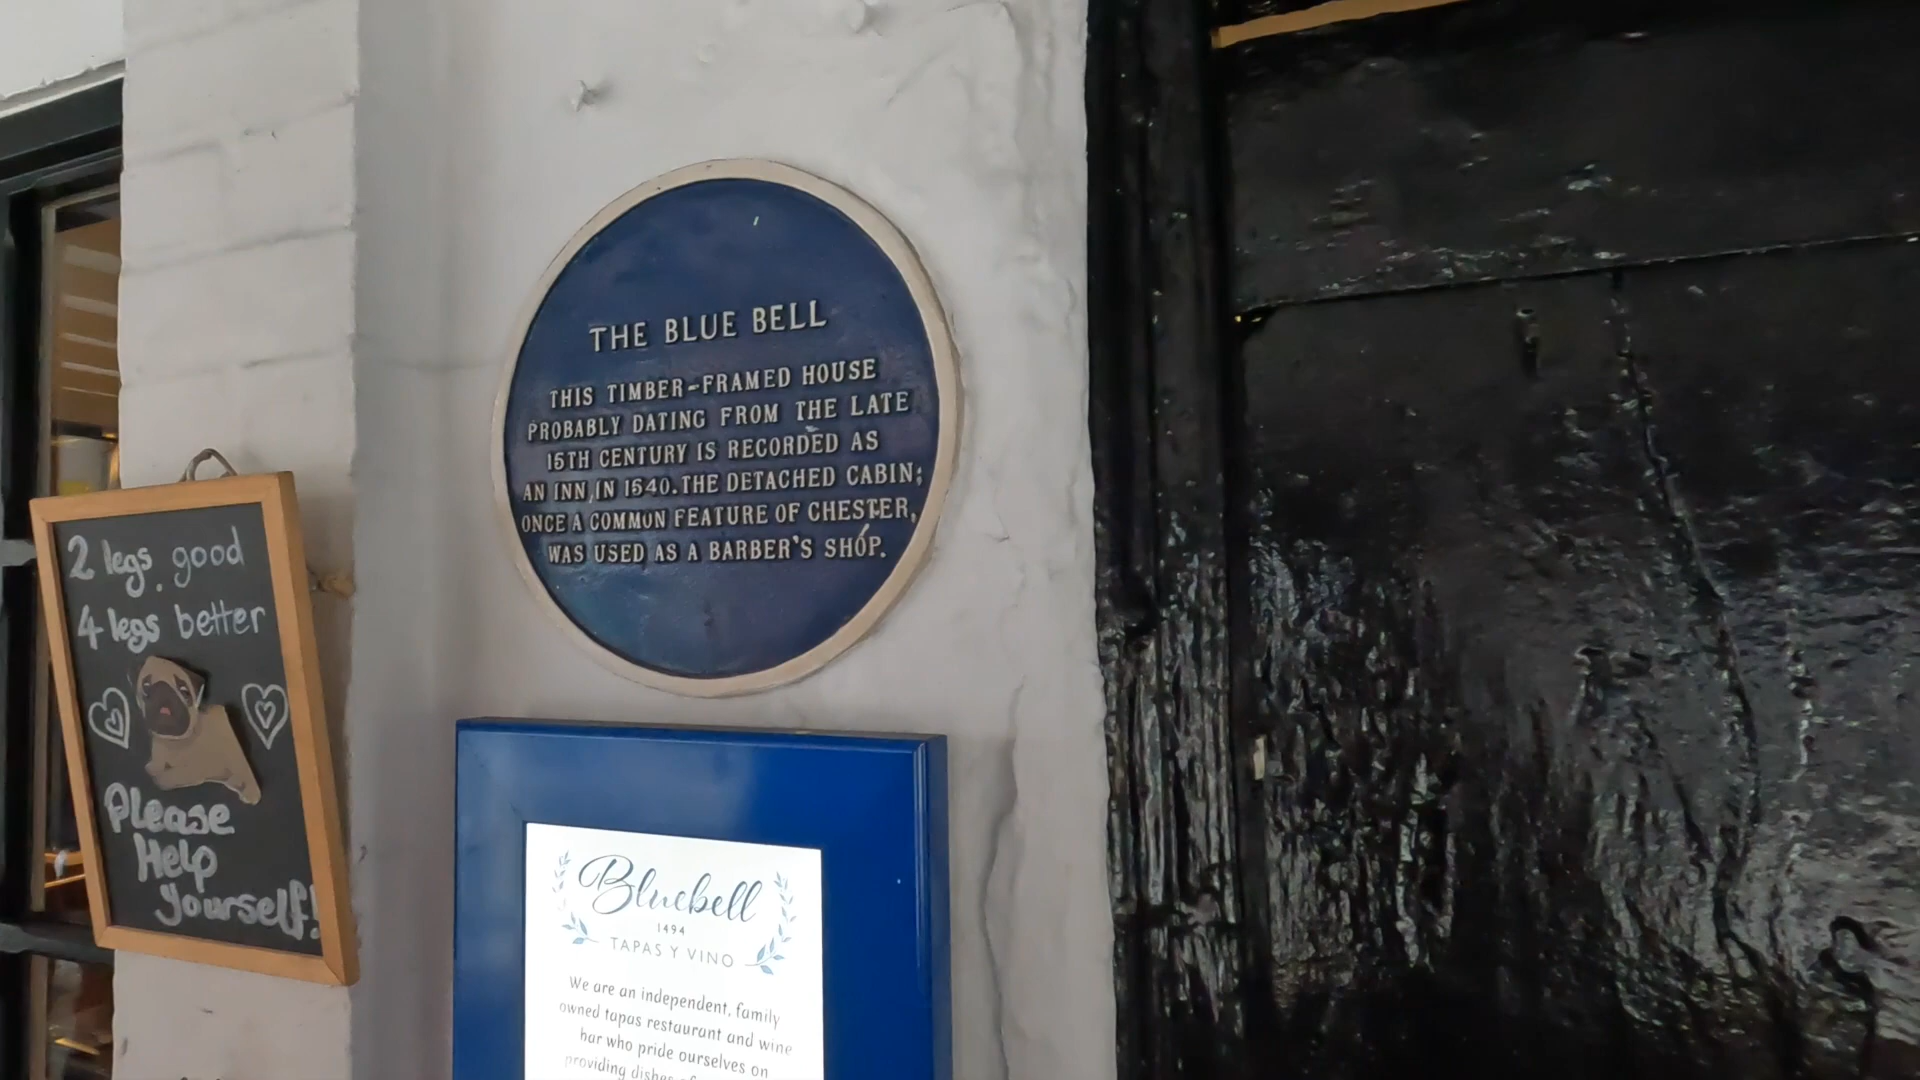 THE BLUE BELL
THIS TIMBER-FRAMED HOUSE
PROBABLY DATING FROM THE LATE
15TH CENTURY IS RECORDED AS
AN INN, IN 1540. THE DETACHED CABIN;
ONCE A COMMON FEATURE OF CHESTER,
WAS USED AS A BARBER'S SHOP.
2 legs good
4 legs better
Please
Help
yourself!
Bluebell
1494
TAPAS Y VINO
We are an independent, family
owned tapas restaurant and wine
bar who pride ourselves on
providing dishes